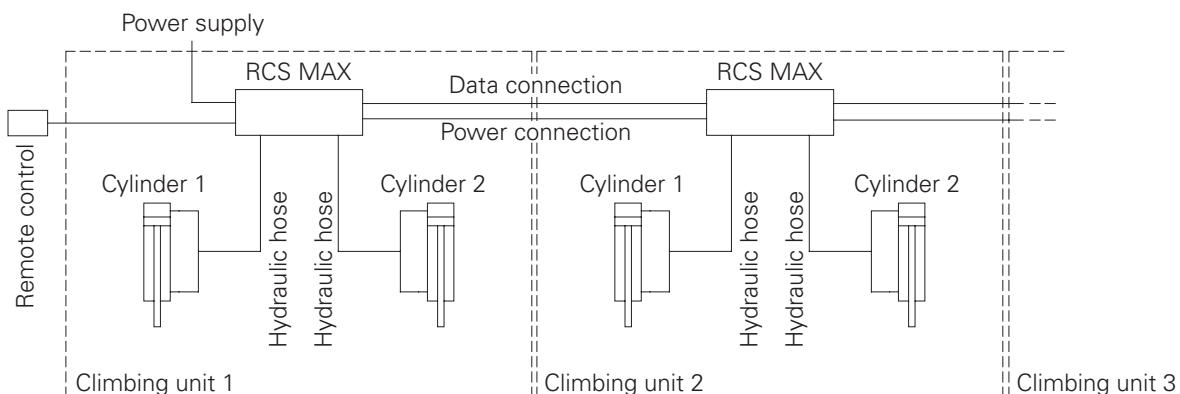 Power supply
RCS MAX
RCS MAX
Data connection
Power connection
Remote control
Cylinder 1
Hydraulic hose
Hydraulic hose
Cylinder 2
Cylinder 1
Hydraulic hose
Hydraulic hose
Cylinder 2
Climbing unit 1
Climbing unit 2
Climbing unit 3